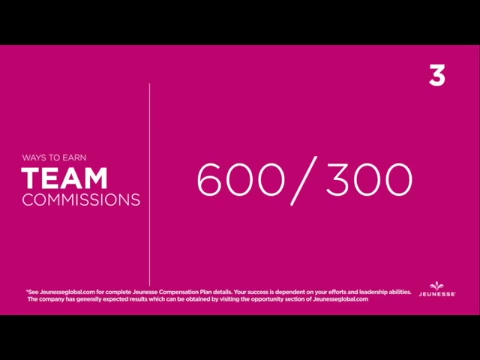 3
WAYS TO EARN
TEAM
COMMISSIONS
600/300
*See Jeunesseglobal.com for complete Jeunesse Compensation Plan details. Your success is dependent on your efforts and leadership abilities.
The company has generally expected results which can be obtained by visiting the opportunity section of Jeunesseglobal.com
JEUNESSE